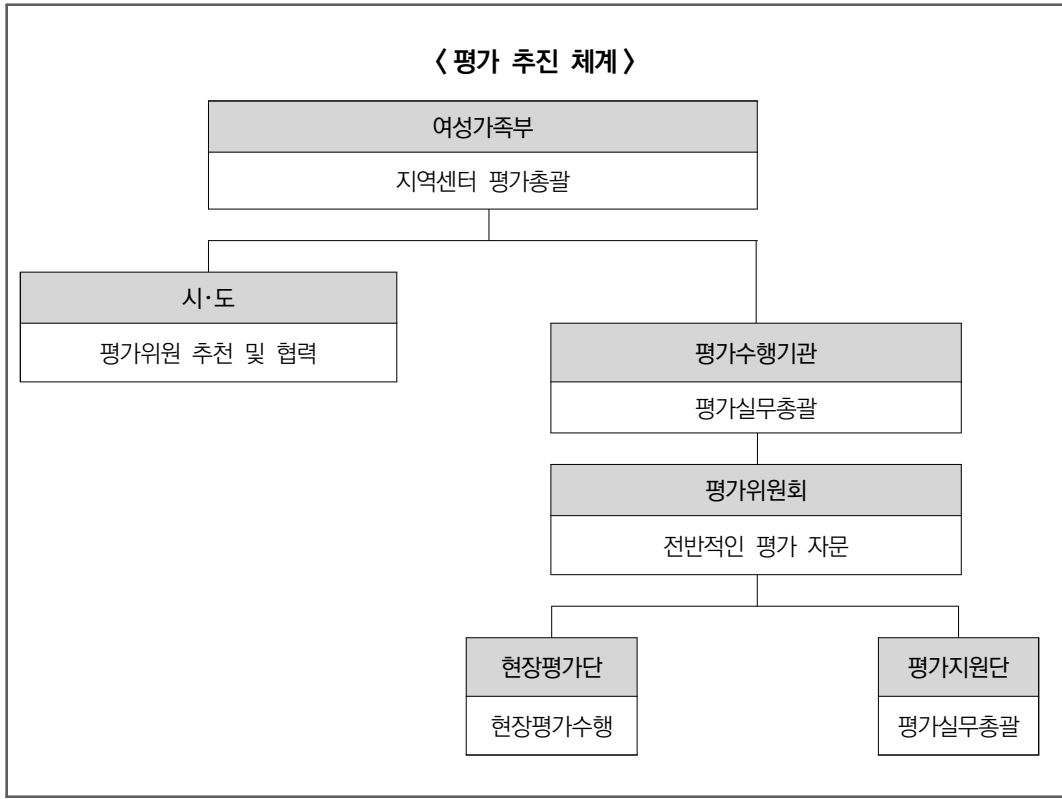 〈 평가 추진 체계 〉
여성가족부
지역센터 평가총괄
시·도
평가위원 추천 및 협력
평가수행기관
평가실무총괄
평가위원회
전반적인 평가 자문
현장평가단
현장평가수행
평가지원단
평가실무총괄